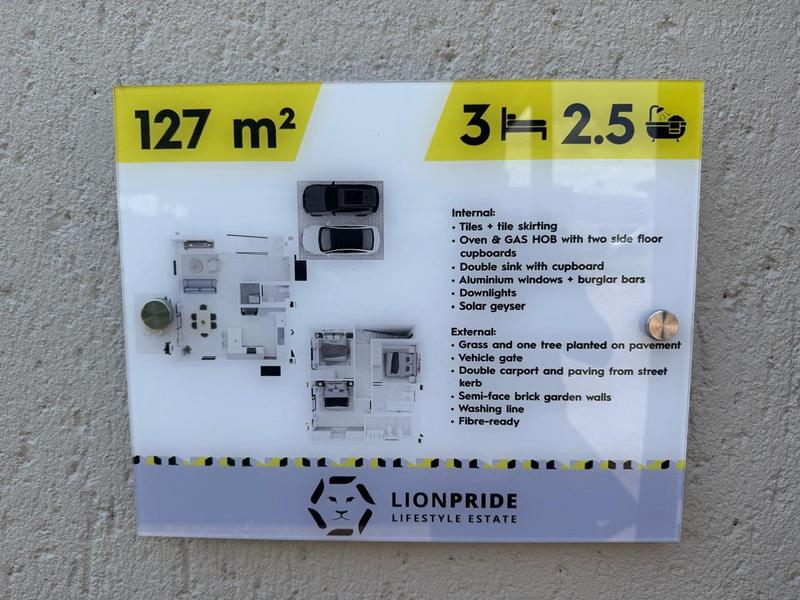 127 m²
3 2.5
Internal:
• Tiles + tile skirting
• Oven & GAS HOB with two side floor
cupboards
• Double sink with cupboard
• Aluminium windows + burglar bars
• Downlights
• Solar geyser
External:
• Grass and one tree planted on pavement
• Vehicle gate
• Double carport and paving from street
kerb
• Semi-face brick garden walls
• Washing line
• Fibre-ready
LIONPRIDE
LIFESTYLE ESTATE